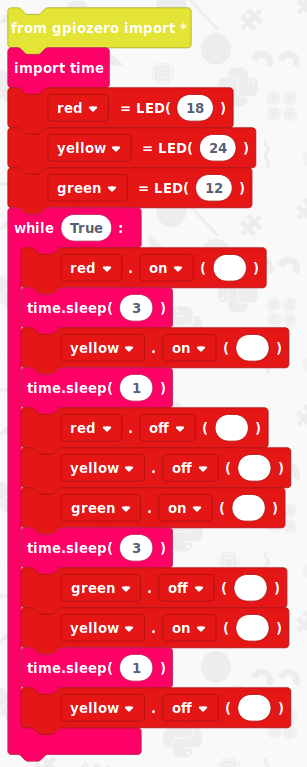 from gpiozero import *
import time
red = LED( 18 )
yellow = LED( 24 )
green = LED( 12 )
while True :
red . on ( )
time.sleep( 3 )
yellow . on ( )
time.sleep( 1 )
red . off ( )
yellow . off ( )
green . on ( )
time.sleep( 3 )
green . off ( )
yellow . on ( )
time.sleep( 1 )
yellow . off ( )